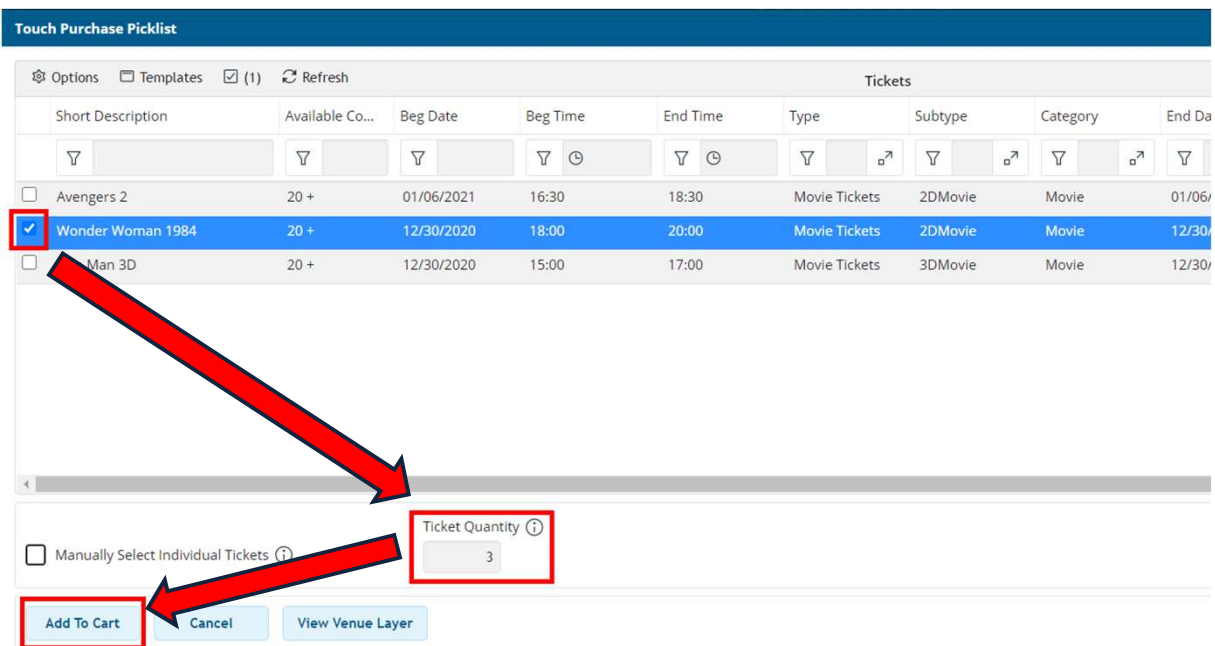 Touch Purchase Picklist
Options Templates (1) Refresh Tickets
Short Description Available Co... Beg Date Beg Time End Time Type Subtype Category End Da
Avengers 2 20 + 01/06/2021 16:30 18:30 Movie Tickets 2DMovie Movie 01/06/
Wonder Woman 1984 20 + 12/30/2020 18:00 20:00 Movie Tickets 2DMovie Movie 12/30/
Man 3D 20 + 12/30/2020 15:00 17:00 Movie Tickets 3DMovie Movie 12/30/
Ticket Quantity
Manually Select Individual Tickets 3
Add To Cart Cancel View Venue Layer